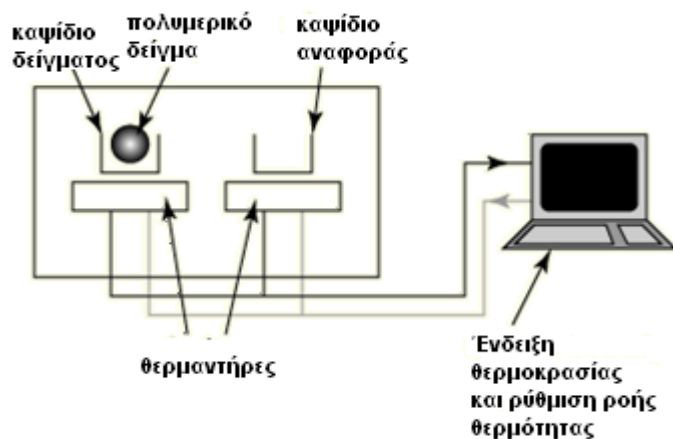 καψίδιο
δείγματος
πολυμερικό
δείγμα
καψίδιο
αναφοράς
θερμαντήρες
Ένδειξη
θερμοκρασίας
και ρύθμιση ροής
θερμότητας